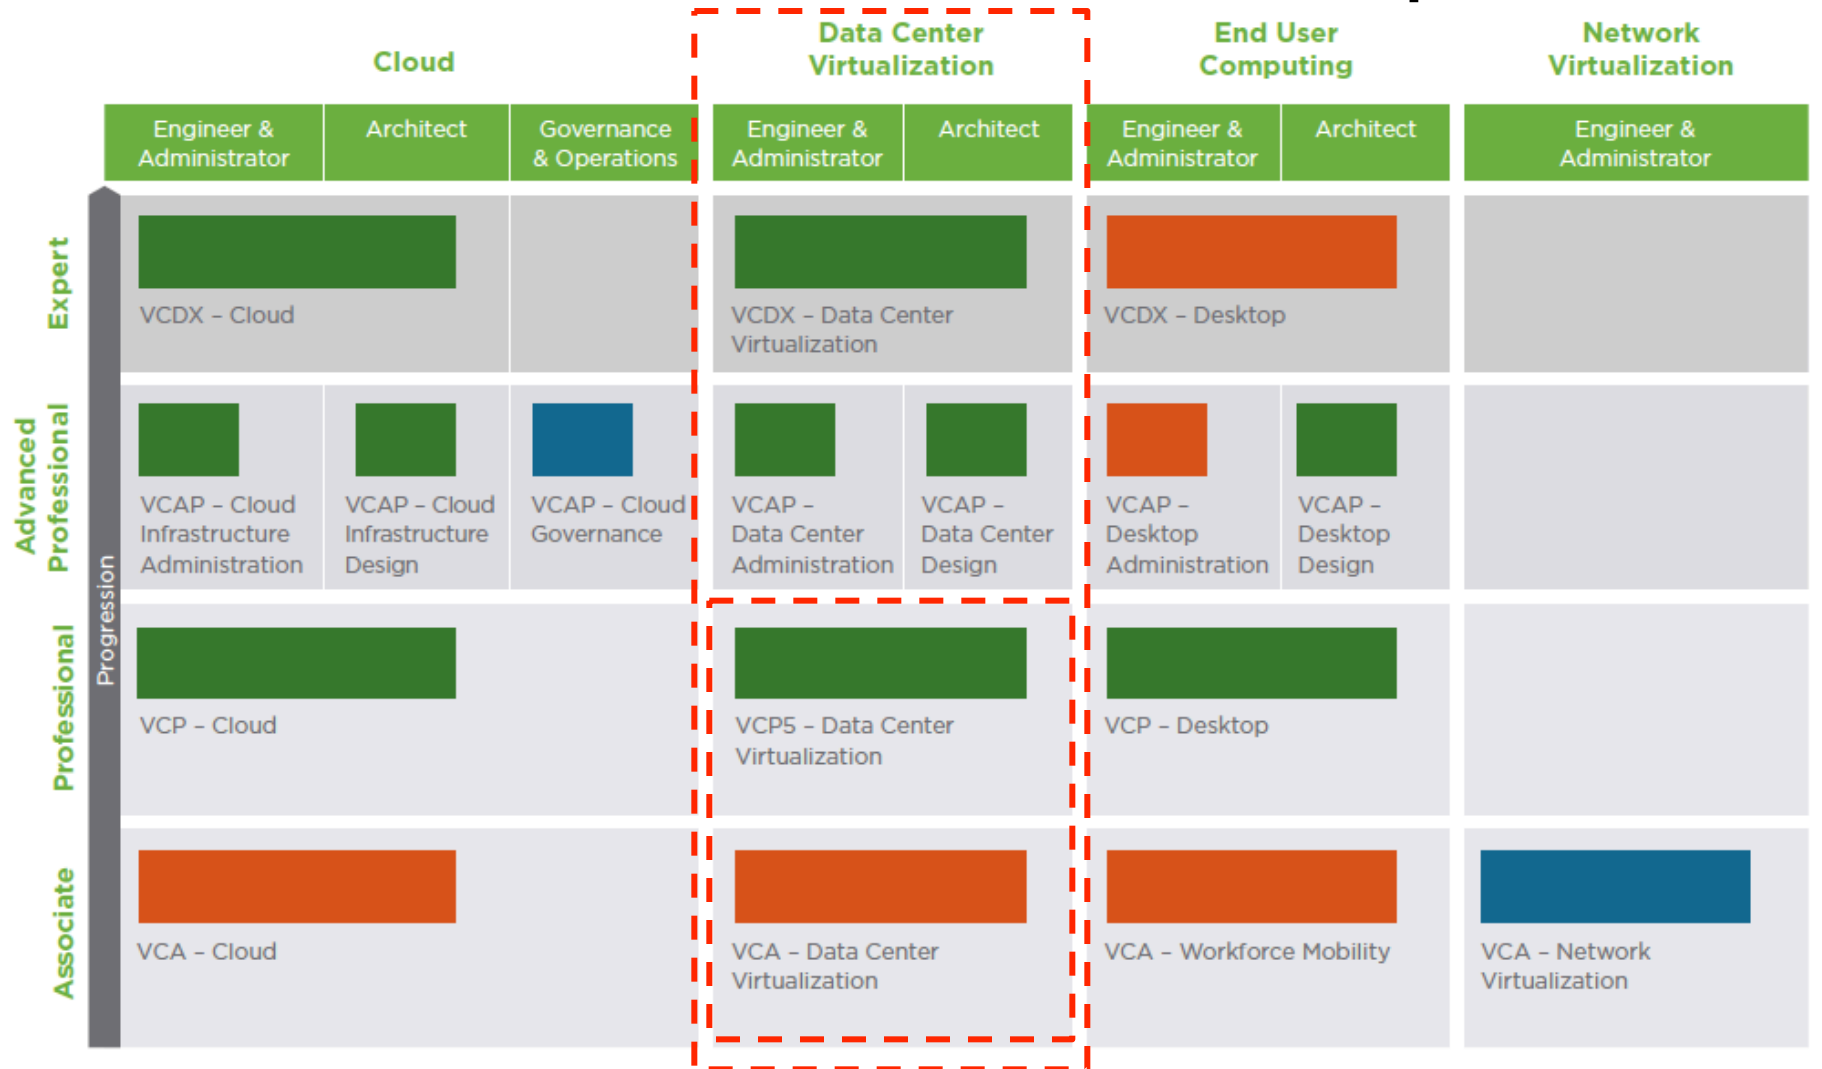 Cloud
Data Center
Virtualization
End User
Computing
Network
Virtualization
Engineer &
Administrator
Architect
Governance
& Operations
Engineer &
Administrator
Architect
Engineer &
Administrator
Architect
Engineer &
Administrator
Progression
Expert
VCDX – Cloud
VCDX – Data Center
Virtualization
VCDX – Desktop
Advanced
Professional
VCAP – Cloud
Infrastructure
Administration
VCAP – Cloud
Infrastructure
Design
VCAP – Cloud
Governance
VCAP –
Data Center
Administration
VCAP –
Data Center
Design
VCAP –
Desktop
Administration
VCAP –
Desktop
Design
Professional
VCP – Cloud
VCP5 – Data Center
Virtualization
VCP – Desktop
Associate
VCA – Cloud
VCA – Data Center
Virtualization
VCA – Workforce Mobility
VCA – Network
Virtualization